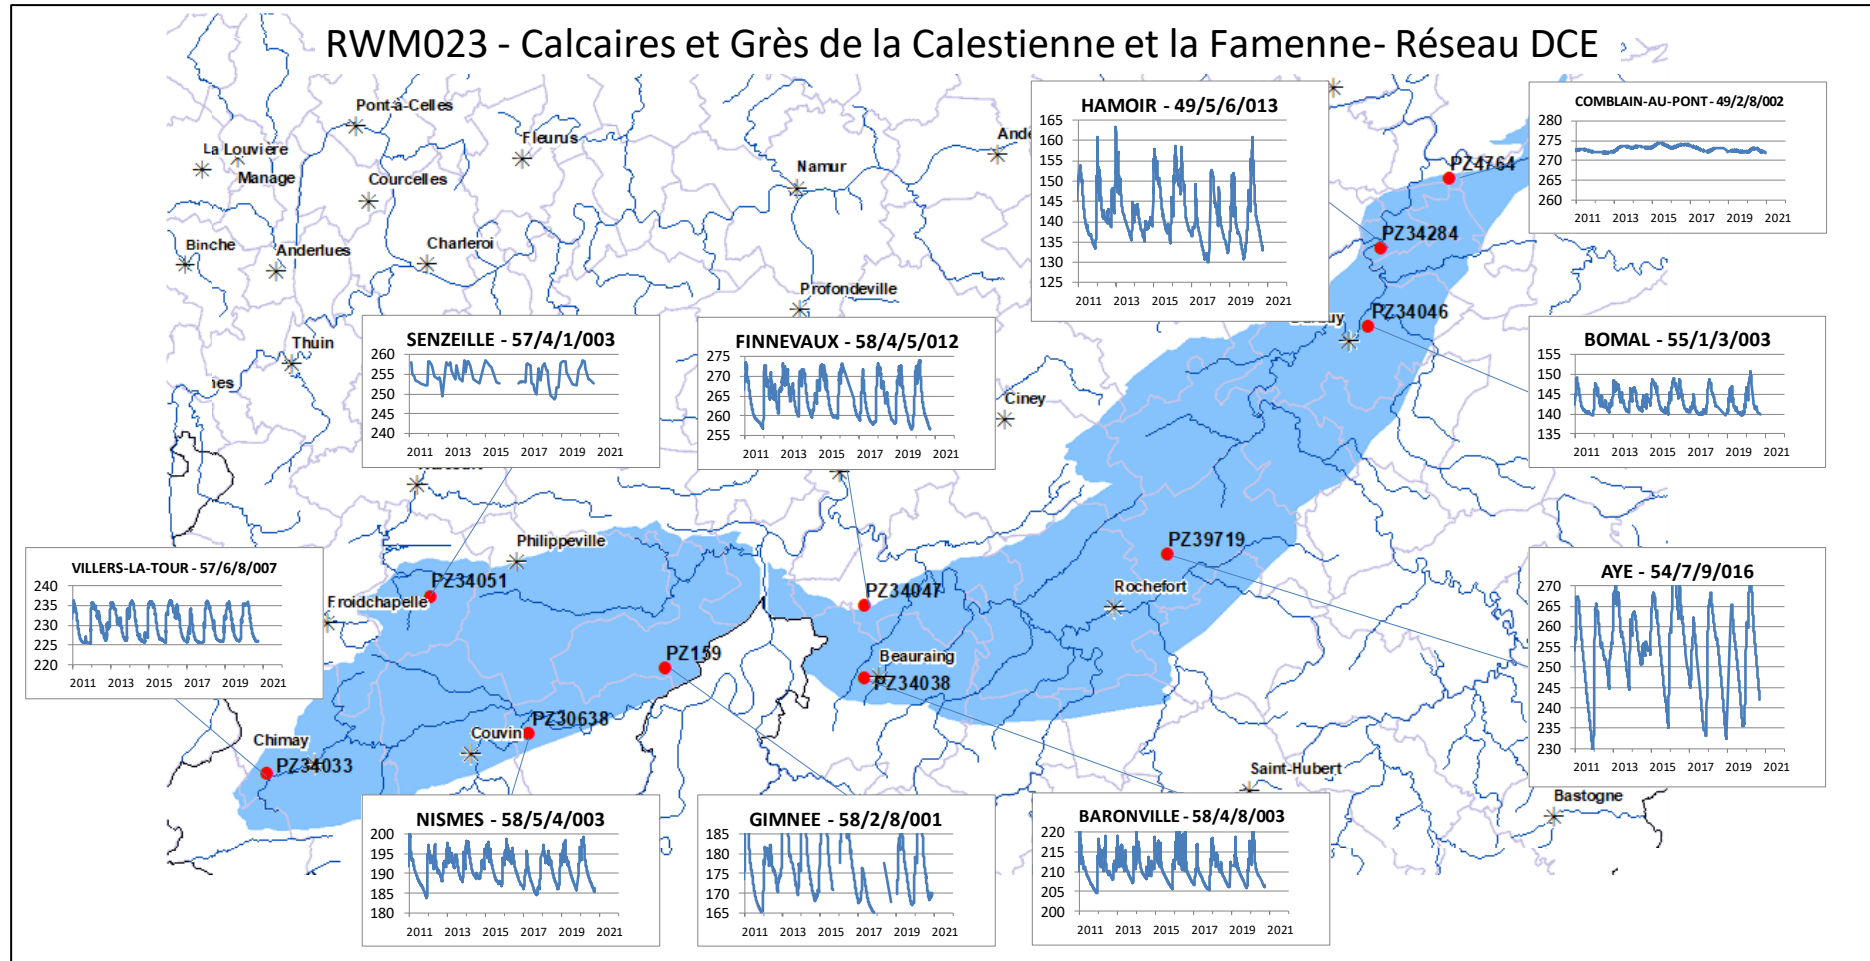 RWM023 - Calcaires et Grès de la Calestienne et la Famenne- Réseau DCE
Pont-à-Celles
La Louvière
Manage
Fleurus
Courcelles
Namur
Ande
Binche
Anderlues
Charleroi
Profondeville
Thuin
Ciney
Philippeville
Froidchapelle
Chimay
Couvin
Beauraing
Rochefort
Saint-Hubert
Bastogne
PZ4764
PZ34284
PZ34046
PZ39719
PZ34047
PZ34038
PZ159
PZ34051
PZ30638
PZ34033
HAMOIR - 49/5/6/013
165
160
155
150
145
140
135
130
125
2011 2013 2015 2017 2019 2021
COMBLAIN-AU-PONT - 49/2/8/002
280
275
270
265
260
2011 2013 2015 2017 2019 2021
SENZEILLE - 57/4/1/003
260
255
250
245
240
2011 2013 2015 2017 2019 2021
FINNEVAUX - 58/4/5/012
275
270
265
260
255
2011 2013 2015 2017 2019 2021
BOMAL - 55/1/3/003
155
150
145
140
135
2011 2013 2015 2017 2019 2021
VILLERS-LA-TOUR - 57/6/8/007
240
235
230
225
220
2011 2013 2015 2017 2019 2021
AYE - 54/7/9/016
270
265
260
255
250
245
240
235
230
2011 2013 2015 2017 2019 2021
NISMES - 58/5/4/003
200
195
190
185
180
2011 2013 2015 2017 2019 2021
GIMNEE - 58/2/8/001
185
180
175
170
165
2011 2013 2015 2017 2019 2021
BARONVILLE - 58/4/8/003
220
215
210
205
200
2011 2013 2015 2017 2019 2021